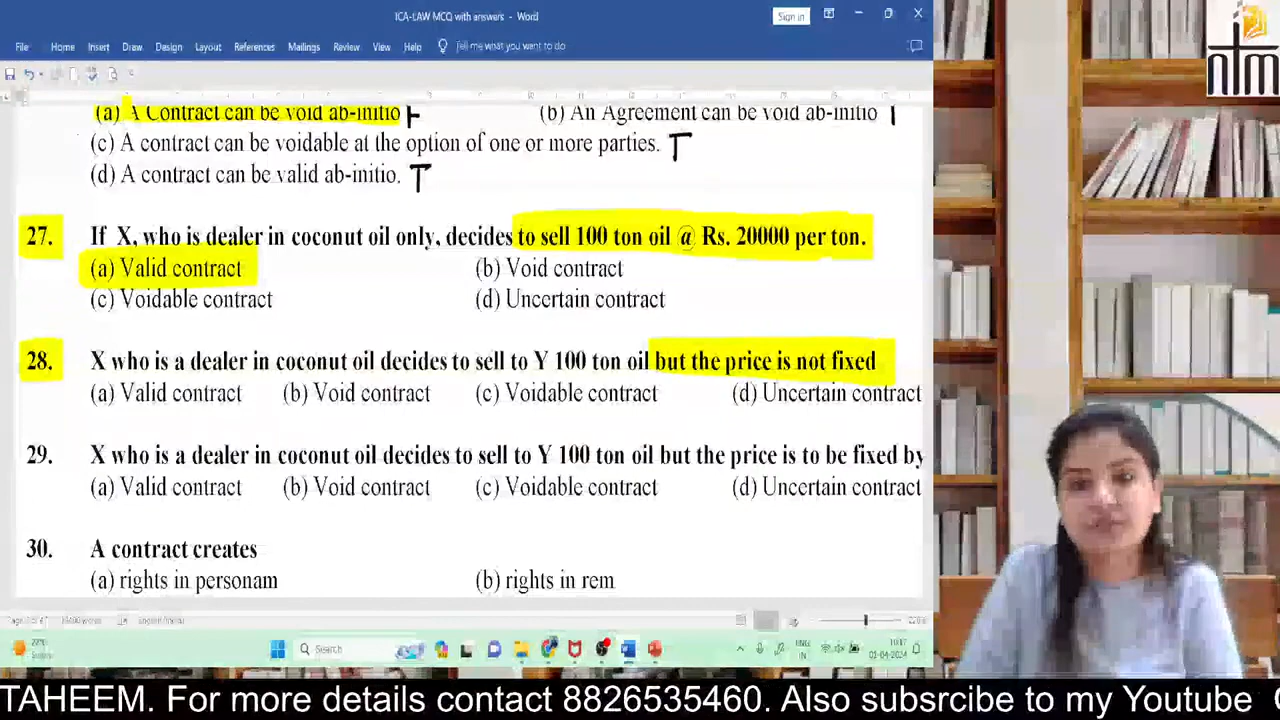 ICA-LAW MCQ with answers - Word
Sign in
File Home Insert Draw Design Layout References Mailings Review View Help Tell me what you want to do
(a) A Contract can be void ab-initio F (b) An Agreement can be void ab-initio T
(c) A contract can be voidable at the option of one or more parties. T
(d) A contract can be valid ab-initio. T
27. If X, who is dealer in coconut oil only, decides to sell 100 ton oil @ Rs. 20000 per ton.
(a) Valid contract (b) Void contract
(c) Voidable contract (d) Uncertain contract
28. X who is a dealer in coconut oil decides to sell to Y 100 ton oil but the price is not fixed
(a) Valid contract (b) Void contract (c) Voidable contract (d) Uncertain contract
29. X who is a dealer in coconut oil decides to sell to Y 100 ton oil but the price is to be fixed by
(a) Valid contract (b) Void contract (c) Voidable contract (d) Uncertain contract
30. A contract creates
(a) rights in personam (b) rights in rem
Search
ENG
IN
10:17
01-04-2024
ntm
TAHEEM. For more details contact 8826535460. Also subsrcibe to my Youtube